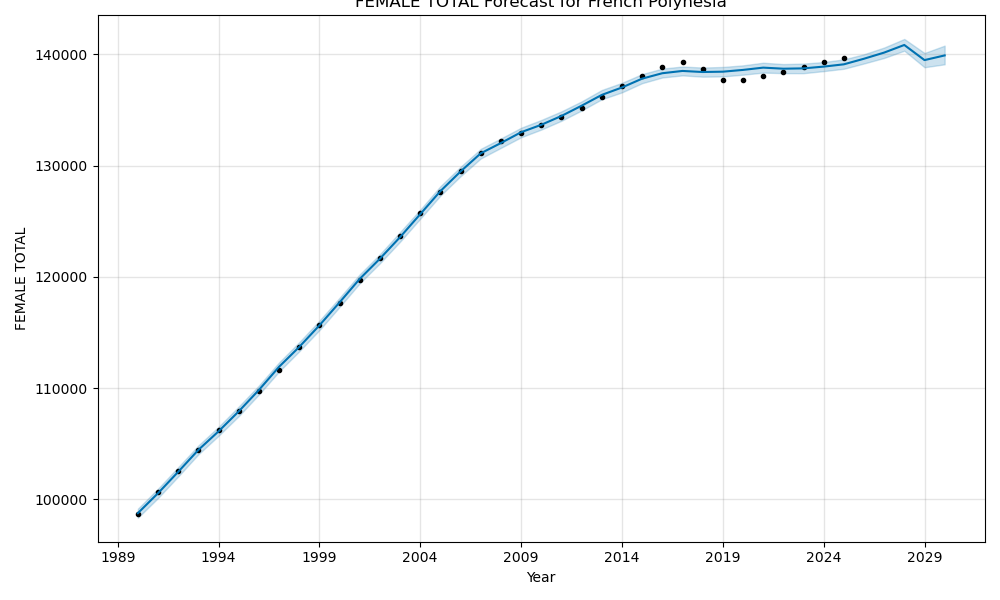 FEMALE TOTAL Forecast for French Polynesia
140000
130000
120000
110000
100000
FEMALE TOTAL
1989 1994 1999 2004 2009 2014 2019 2024 2029
Year